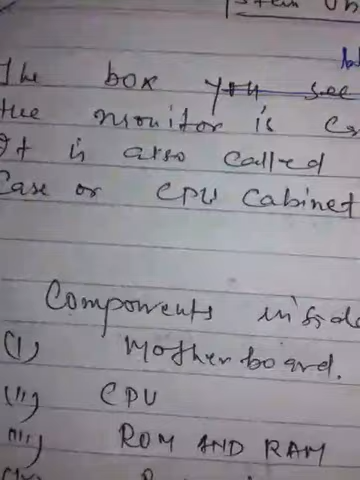 The box you see
the monitor is
It is also called
Case or CPU Cabinet
Components inside
(i) Motherboard.
(ii) CPU
(iii) ROM AND RAM